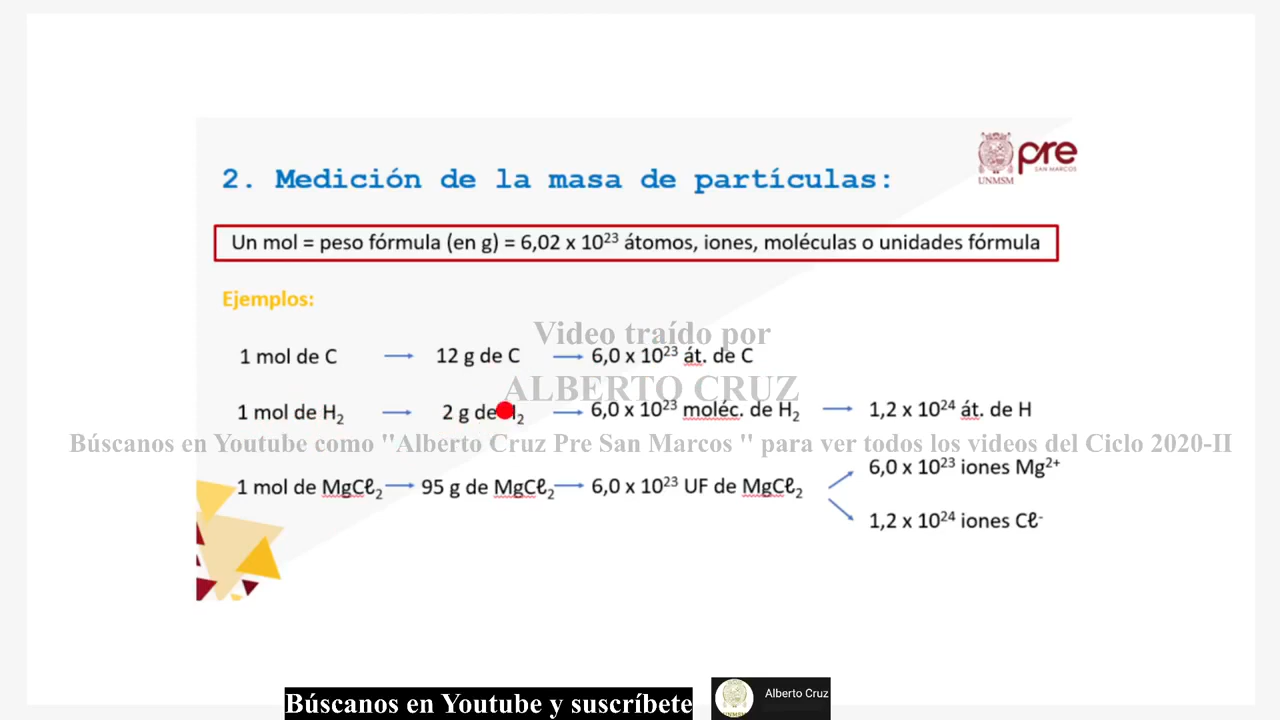 pre
SAN MARCOS
UNMSM
2. Medición de la masa de partículas:
Un mol = peso fórmula (en g) = 6,02 x 10²³ átomos, iones, moléculas o unidades fórmula
Ejemplos:
Video traído por
1 mol de C → 12 g de C → 6,0 x 10²³ át. de C
ALBERTO CRUZ
1 mol de H₂ → 2 g de H₂ → 6,0 x 10²³ moléc. de H₂ → 1,2 x 10²⁴ át. de H
Búscanos en Youtube como ''Alberto Cruz Pre San Marcos '' para ver todos los videos del Ciclo 2020-II
6,0 x 10²³ iones Mg²⁺
1 mol de MgCℓ₂ → 95 g de MgCℓ₂ → 6,0 x 10²³ UF de MgCℓ₂
1,2 x 10²⁴ iones Cℓ⁻
Búscanos en Youtube y suscríbete
Alberto Cruz